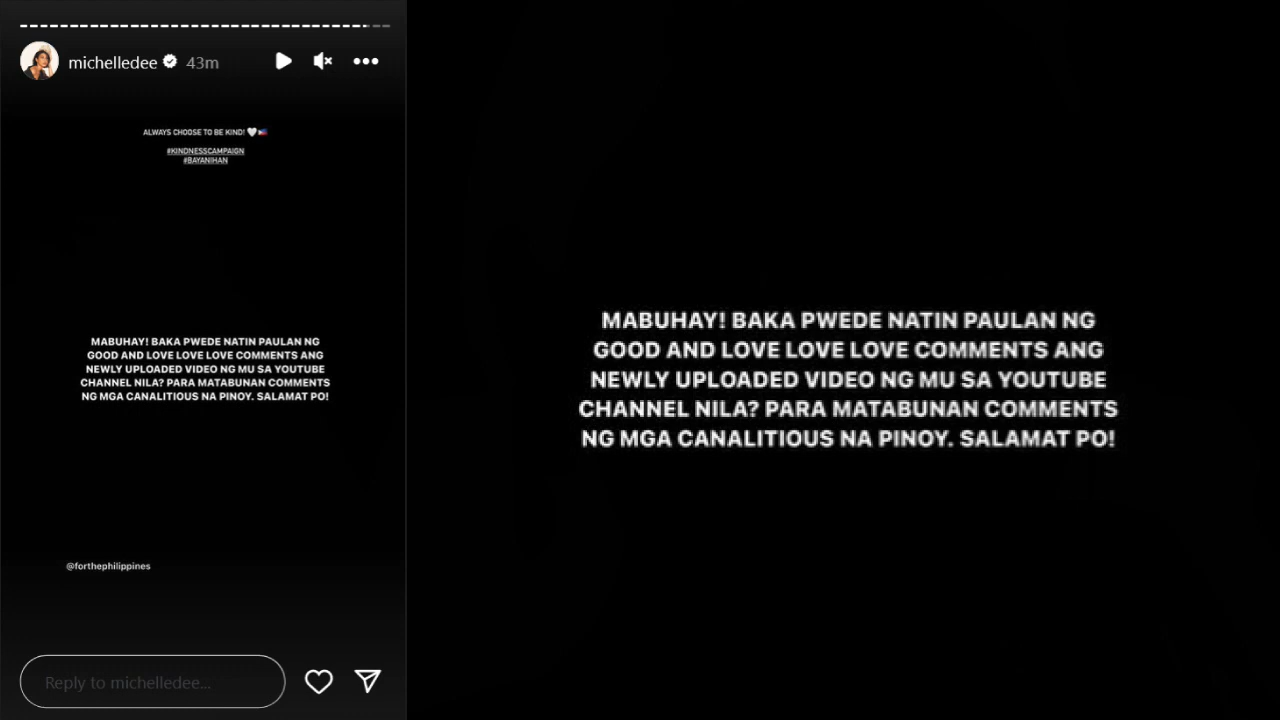 michelledee 43m
ALWAYS CHOOSE TO BE KIND! 🤍🇵🇭
#KINDNESSCAMPAIGN
#BAYANIHAN
MABUHAY! BAKA PWEDE NATIN PAULAN NG
GOOD AND LOVE LOVE LOVE COMMENTS ANG
NEWLY UPLOADED VIDEO NG MU SA YOUTUBE
CHANNEL NILA? PARA MATABUNAN COMMENTS
NG MGA CANALITIOUS NA PINOY. SALAMAT PO!
@forthephilippines
Reply to michelledee...
MABUHAY! BAKA PWEDE NATIN PAULAN NG
GOOD AND LOVE LOVE LOVE COMMENTS ANG
NEWLY UPLOADED VIDEO NG MU SA YOUTUBE
CHANNEL NILA? PARA MATABUNAN COMMENTS
NG MGA CANALITIOUS NA PINOY. SALAMAT PO!